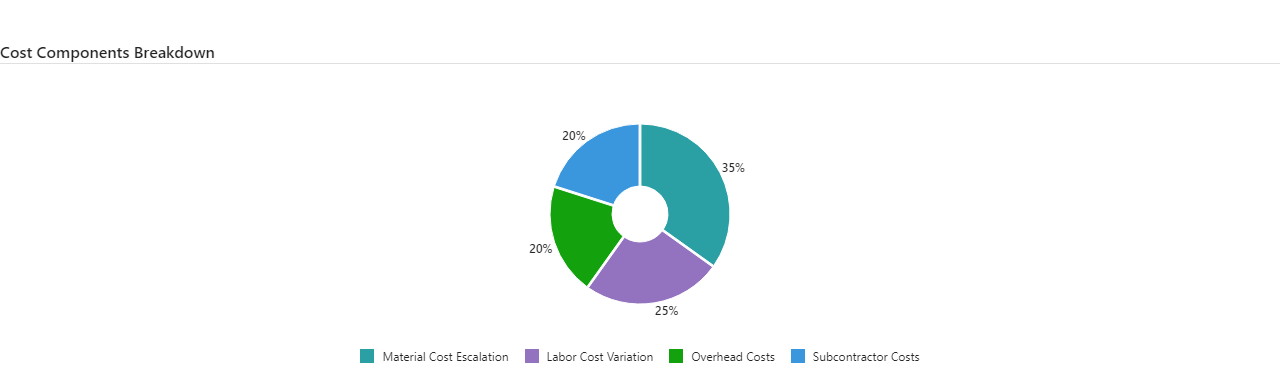 Cost Components Breakdown
20%
35%
20%
25%
Material Cost Escalation
Labor Cost Variation
Overhead Costs
Subcontractor Costs